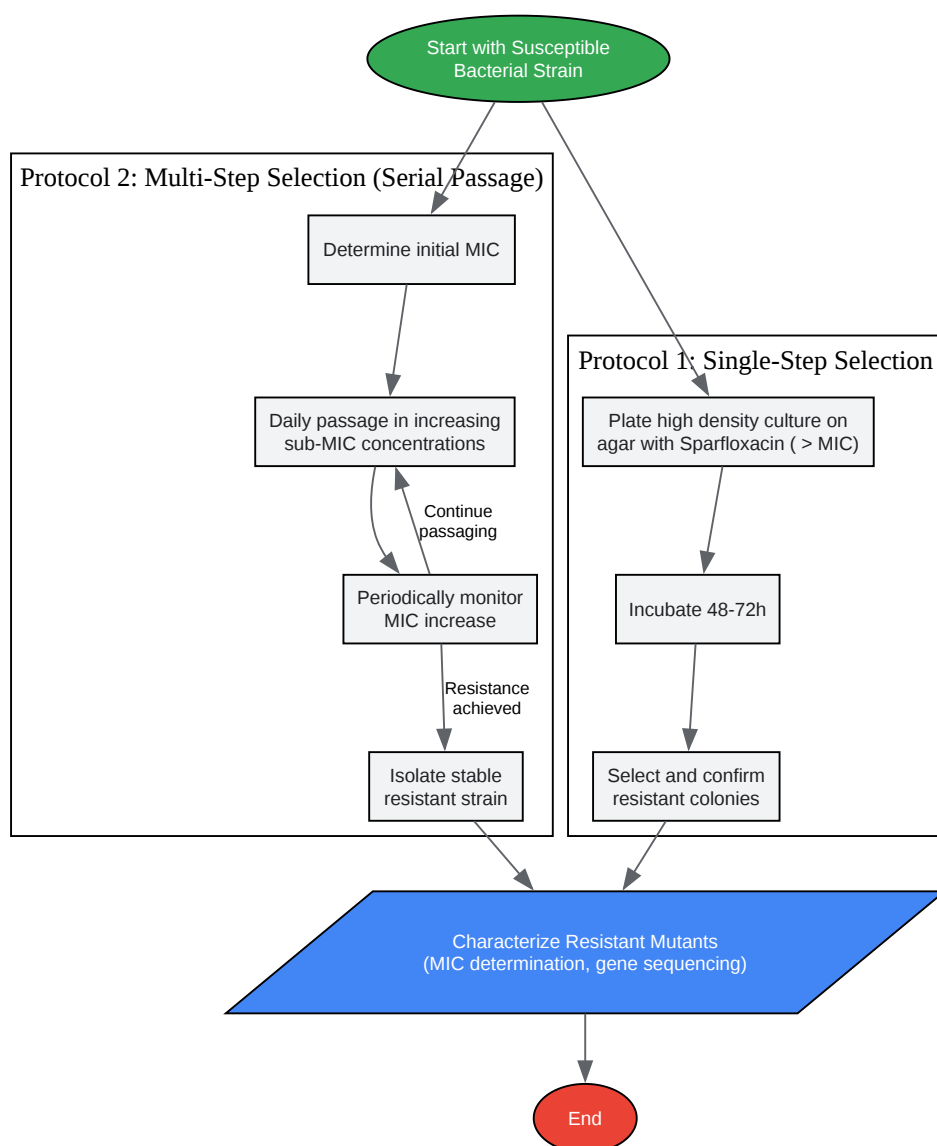 Start with Susceptible
Bacterial Strain
Protocol 2: Multi-Step Selection (Serial Passage)
Determine initial MIC
Daily passage in increasing
sub-MIC concentrations
Continue
passaging
Periodically monitor
MIC increase
Resistance
achieved
Isolate stable
resistant strain
Protocol 1: Single-Step Selection
Plate high density culture on
agar with Sparfloxacin ( > MIC)
Incubate 48-72h
Select and confirm
resistant colonies
Characterize Resistant Mutants
(MIC determination, gene sequencing)
End